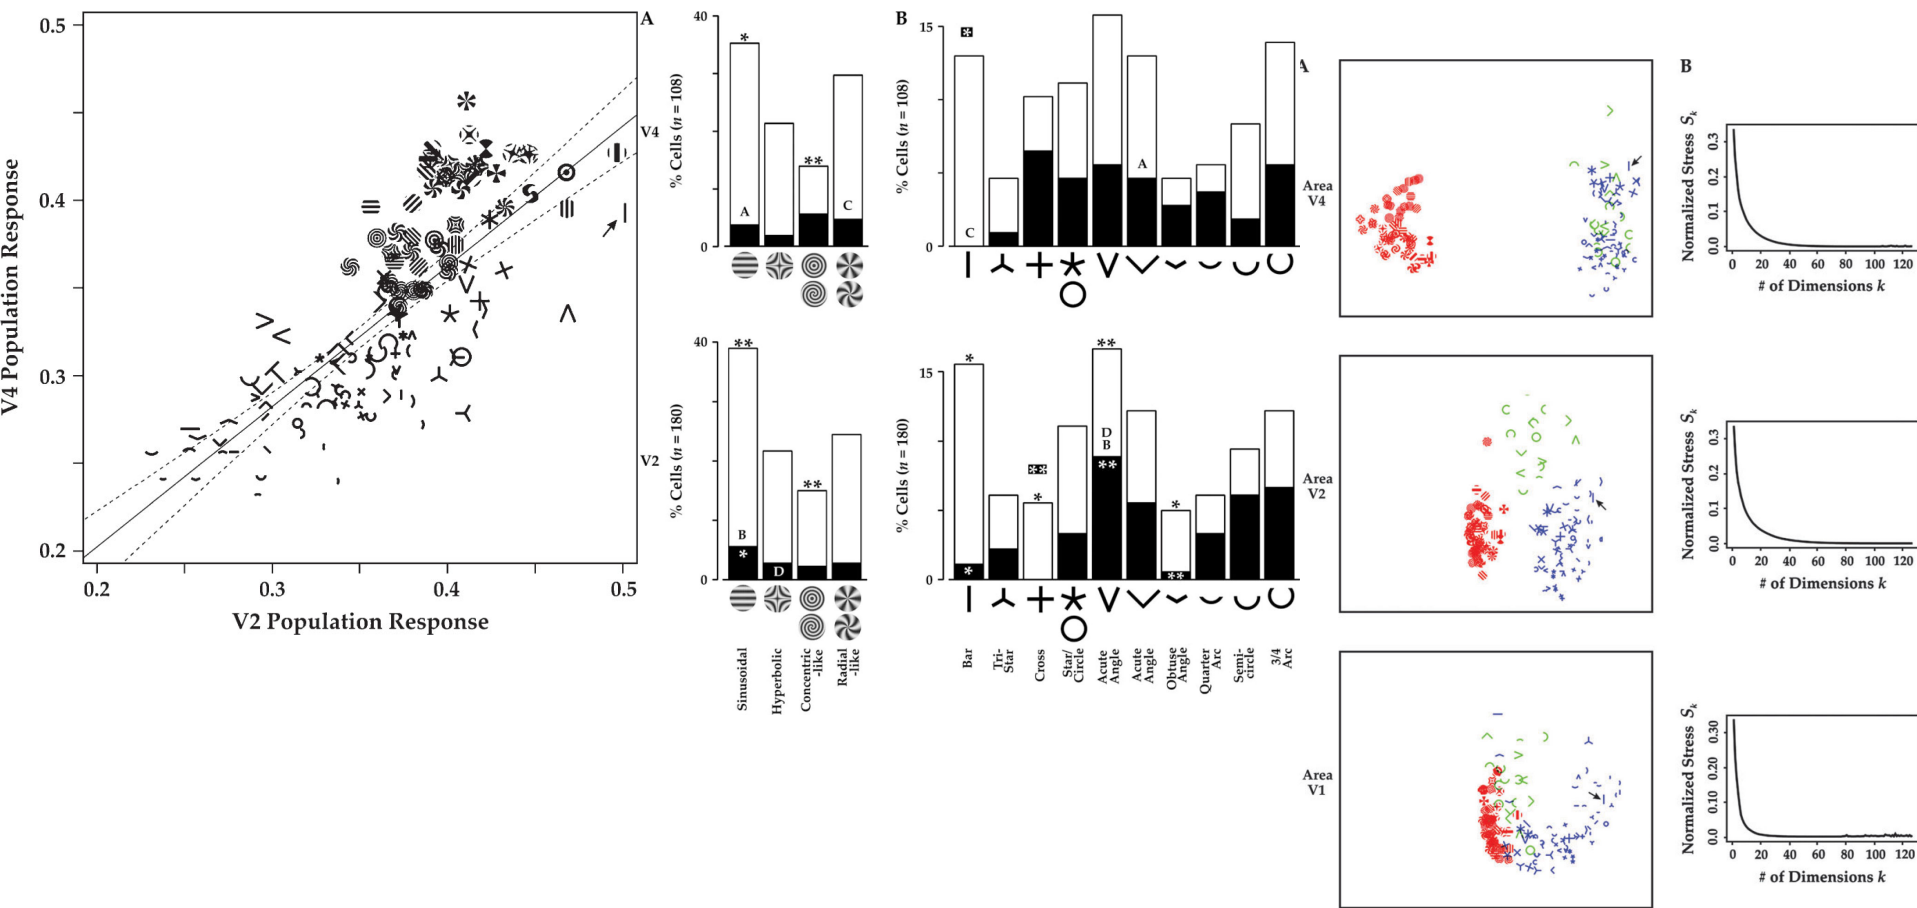 0.5
0.4
0.3
0.2
V4 Population Response
0.2
0.3
0.4
0.5
V2 Population Response
A
V4
V2
40
0
% Cells (n = 108)
*
**
A
C
40
0
% Cells (n = 180)
**
**
B
*
D
Sinusoidal
Hyperbolic
Concentric
-like
Radial
-like
B
15
0
% Cells (n = 108)
*
C
A
15
0
% Cells (n = 180)
*
*
**
*
**
D
B
**
*
**
Bar
Tri-
Star
Cross
Star/
Circle
Acute
Angle
Acute
Angle
Obtuse
Angle
Quarter
Arc
Semi-
circle
3/4
Arc
A
Area
V4
Area
V2
Area
V1
B
Normalized Stress Sk
0.3
0.2
0.1
0.0
0 20 40 60 80 100 120
# of Dimensions k
Normalized Stress Sk
0.3
0.2
0.1
0.0
0 20 40 60 80 100 120
# of Dimensions k
Normalized Stress Sk
0.30
0.20
0.10
0.0
0 20 40 60 80 100 120
# of Dimensions k